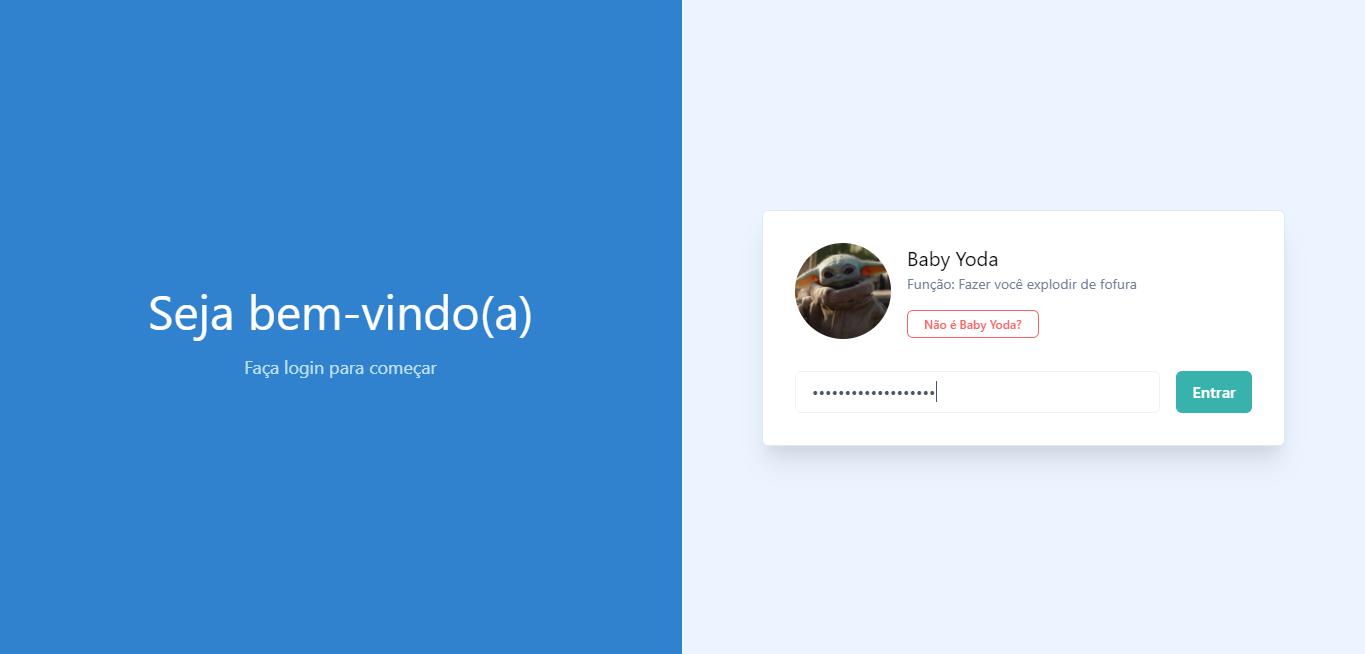 Seja bem-vindo(a)
Faça login para começar
Baby Yoda
Função: Fazer você explodir de fofura
Não é Baby Yoda?
•••••••••••••••••••
Entrar